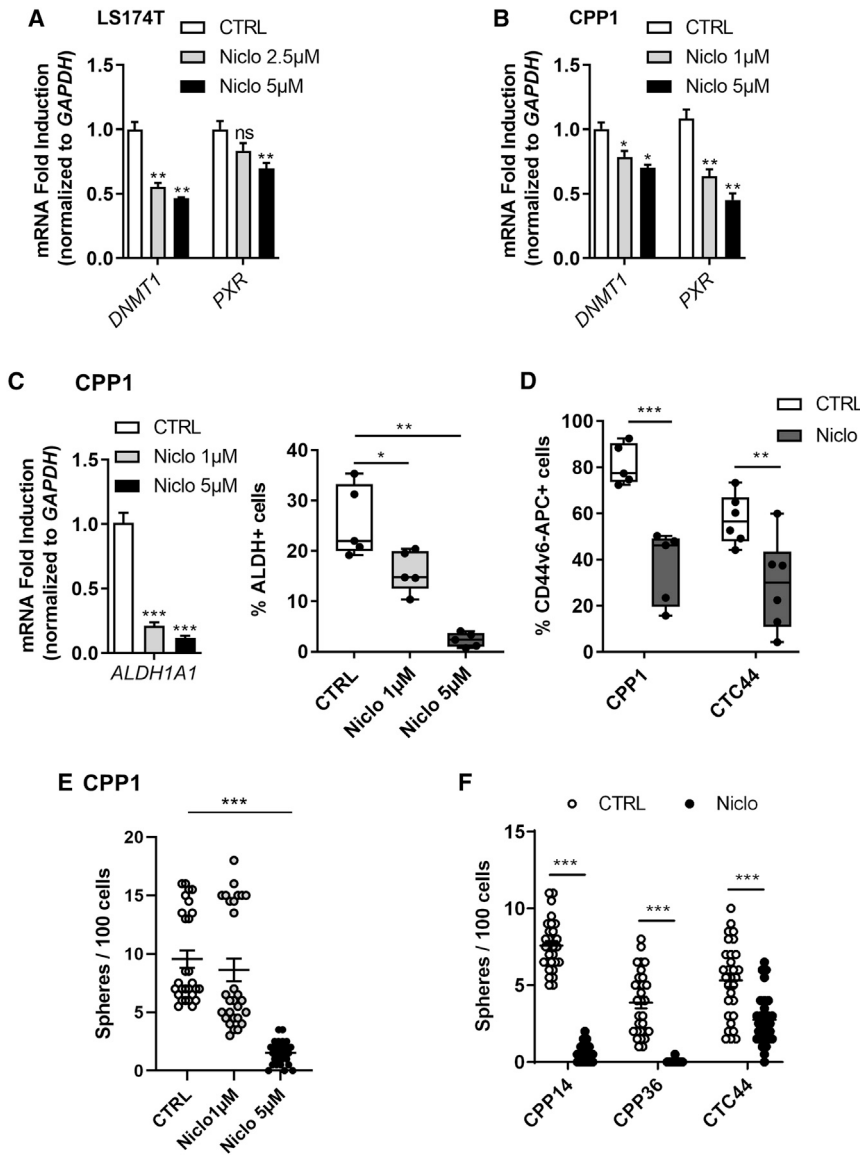 A LS174T
CTRL
Niclo 2.5µM
Niclo 5µM
mRNA Fold Induction
(normalized to GAPDH)
1.5
1.0
0.5
0.0
** ** ns **
DNMT1
PXR
B CPP1
CTRL
Niclo 1µM
Niclo 5µM
mRNA Fold Induction
(normalized to GAPDH)
1.5
1.0
0.5
0.0
* * ** **
DNMT1
PXR
C CPP1
CTRL
Niclo 1µM
Niclo 5µM
mRNA Fold Induction
(normalized to GAPDH)
1.5
1.0
0.5
0.0
*** ***
ALDH1A1
% ALDH+ cells
40
30
20
10
0
**
*
CTRL
Niclo 1µM
Niclo 5µM
D
CTRL
Niclo
% CD44v6-APC+ cells
100
80
60
40
20
0
***
**
CPP1
CTC44
E CPP1
***
Spheres / 100 cells
20
15
10
5
0
CTRL
Niclo1µM
Niclo 5µM
F
CTRL
Niclo
Spheres / 100 cells
15
10
5
0
***
***
***
CPP14
CPP36
CTC44